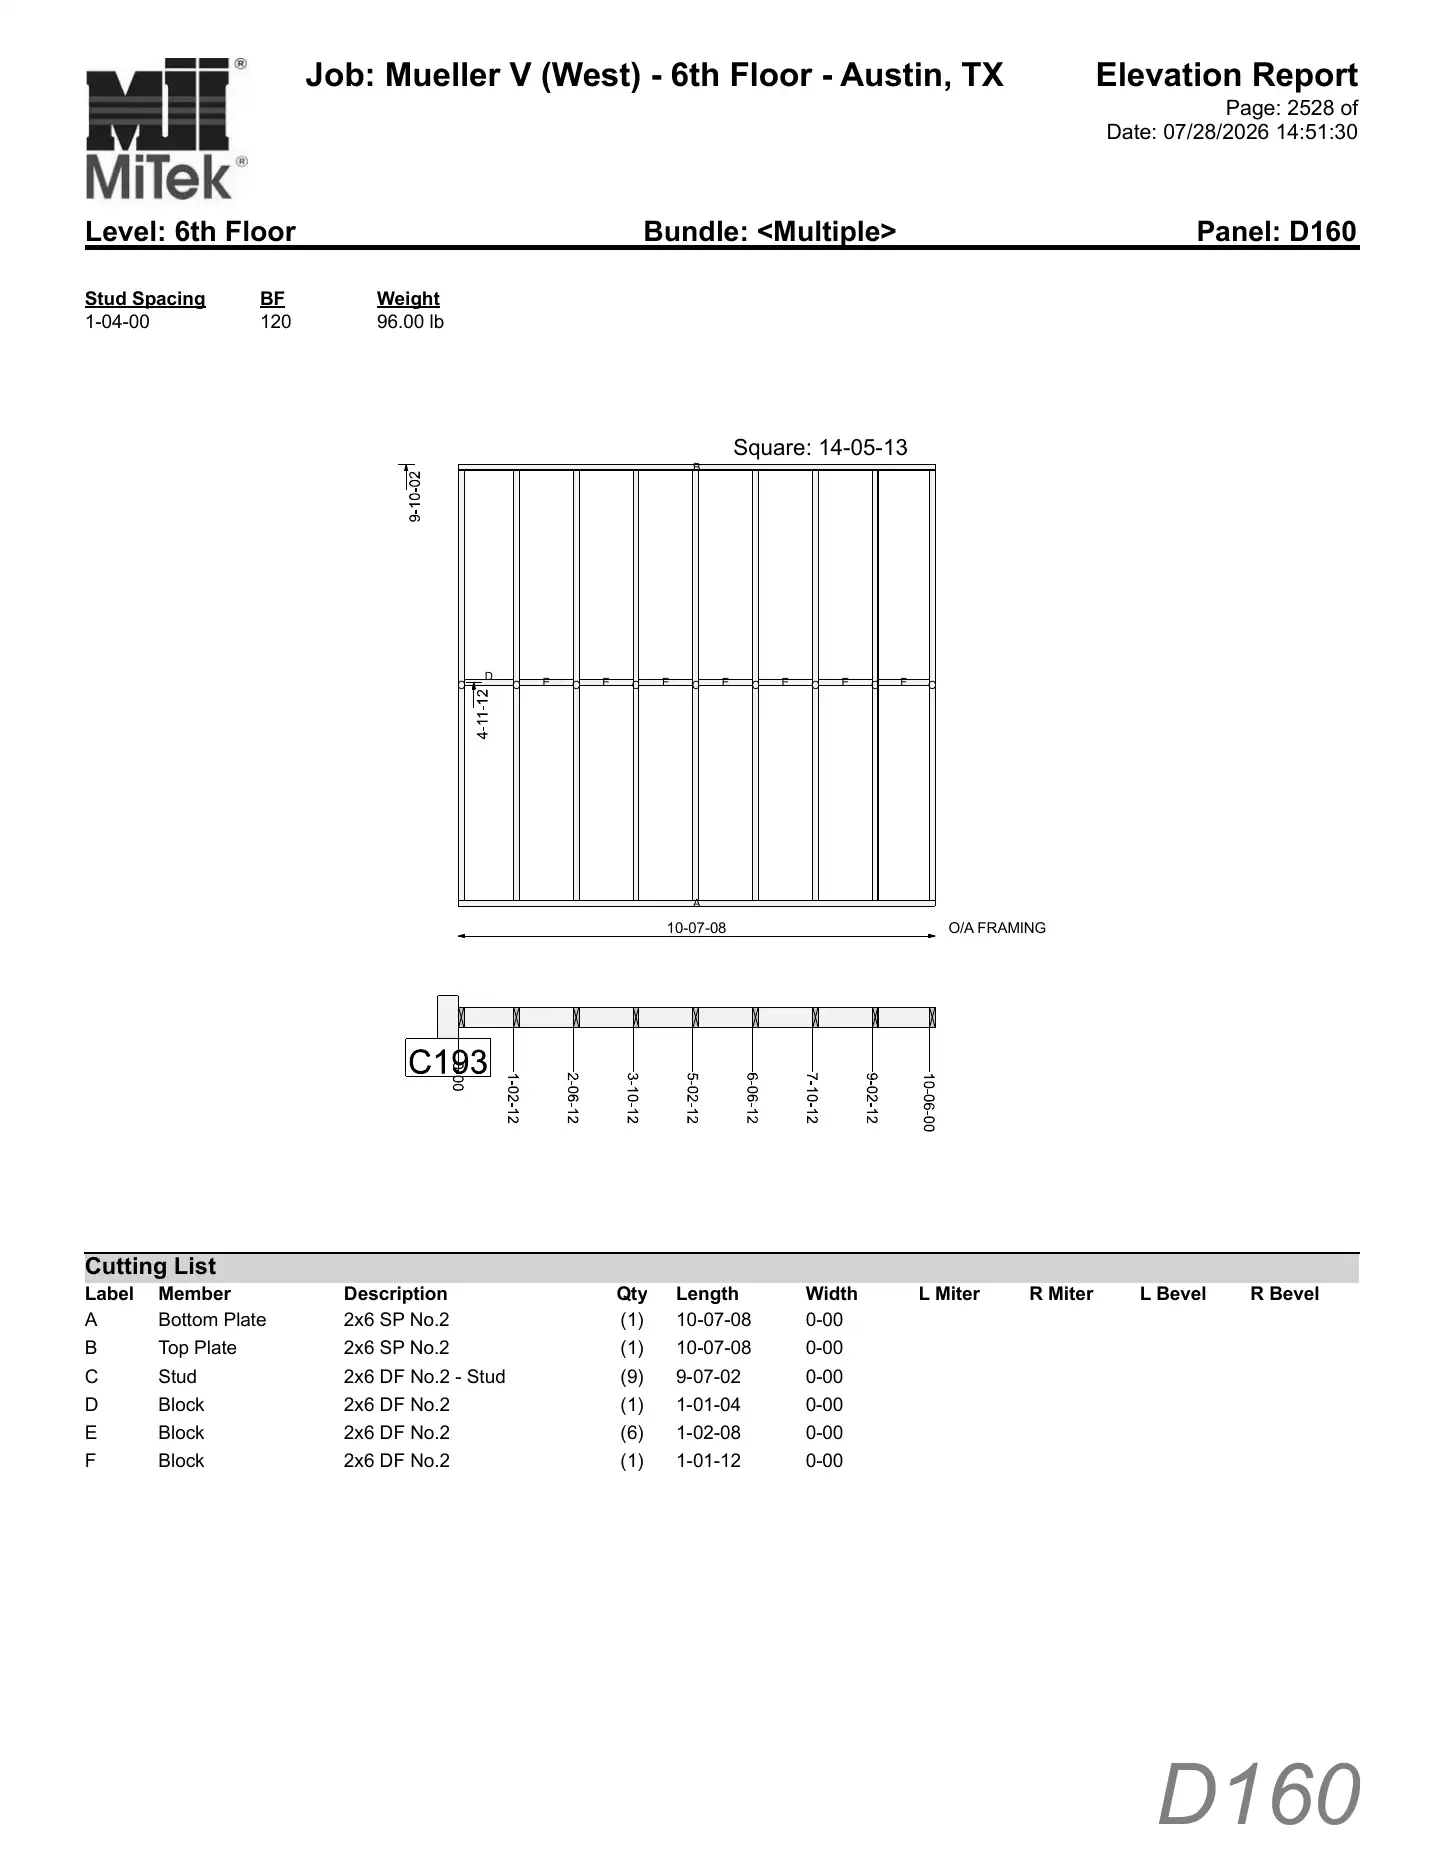 Job: Mueller V (West) - 6th Floor - Austin, TX
Elevation Report
Page: 2528 of
Date: 07/28/2026 14:51:30
MiTek®
Level: 6th Floor Bundle: <Multiple> Panel: D160
Stud Spacing BF Weight
1-04-00 120 96.00 lb
Square: 14-05-13
B
9-10-02
D
4-11-12
A
10-07-08 O/A FRAMING
C193
1-02-12 2-06-12 3-10-12 5-02-12 6-06-12 7-10-12 9-02-12 10-06-00
Cutting List
Label Member Description Qty Length Width L Miter R Miter L Bevel R Bevel
A Bottom Plate 2x6 SP No.2 (1) 10-07-08 0-00
B Top Plate 2x6 SP No.2 (1) 10-07-08 0-00
C Stud 2x6 DF No.2 - Stud (9) 9-07-02 0-00
D Block 2x6 DF No.2 (1) 1-01-04 0-00
E Block 2x6 DF No.2 (6) 1-02-08 0-00
F Block 2x6 DF No.2 (1) 1-01-12 0-00
D160